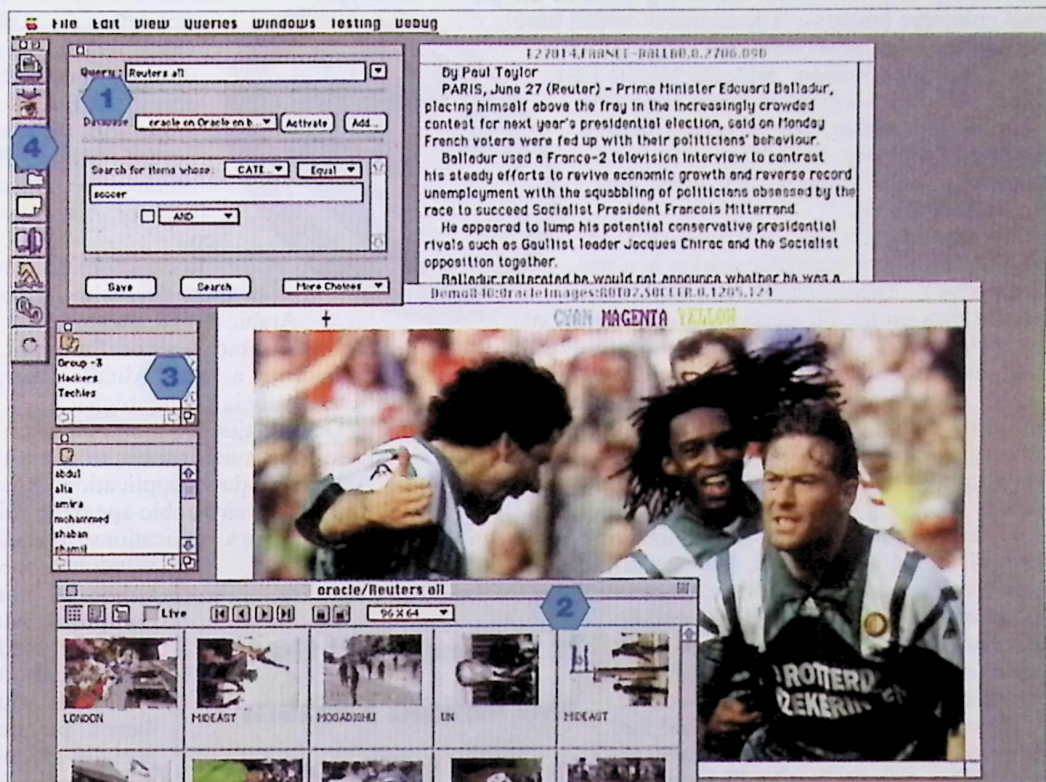 File Edit View Queries Windows Testing Debug
Query: Reuters all
1
Database oracle on Oracle on b... Activate Add...
Search for items whose: CATE... Equal
soccer
AND
Save Search More Choices
4
By Paul Taylor
PARIS, June 27 (Reuter) - Prime Minister Edouard Balladur,
placing himself above the fray in the increasingly crowded
contest for next year's presidential election, said on Monday
French voters were fed up with their politicians' behaviour.
Balladur used a France-2 television interview to contrast
his steady efforts to revive economic growth and reverse record
unemployment with the squabbling of politicians obsessed by the
race to succeed Socialist President Francois Mitterrand
He appeared to lump his potential conservative presidential
rivals such as Gaullist leader Jacques Chirac and the Socialist
opposition together.
Balladur reiterated he would not announce whether he was a
CYAN MAGENTA YELLOW
Group-3
Hackers
Techies
3
abdul
alia
amira
mohammed
shaban
shamil
ROTTERD
ZEKERIN
oracle/Reuters all
2
Live 96 X 64
LONDON MIDEAST MOGADISHU UN MIDEAST